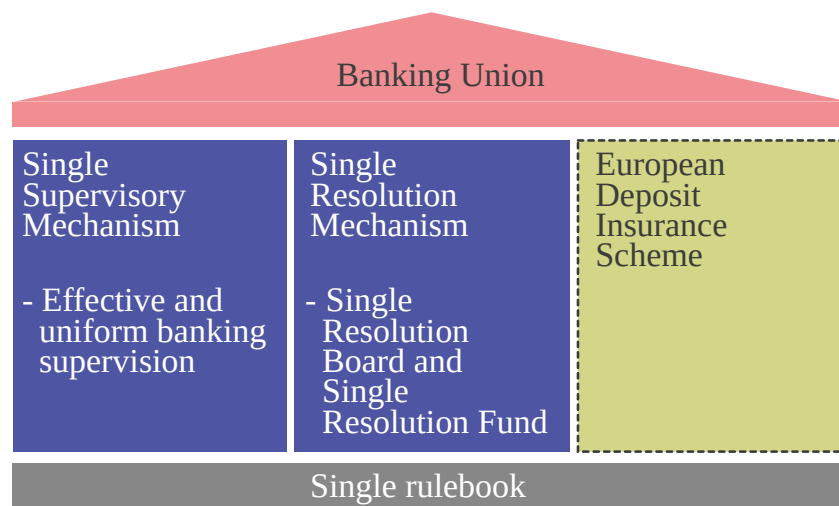 Banking Union
Single
Supervisory
Mechanism
- Effective and
uniform banking
supervision
Single
Resolution
Mechanism
- Single
Resolution
Board and
Single
Resolution Fund
European
Deposit
Insurance
Scheme
Single rulebook